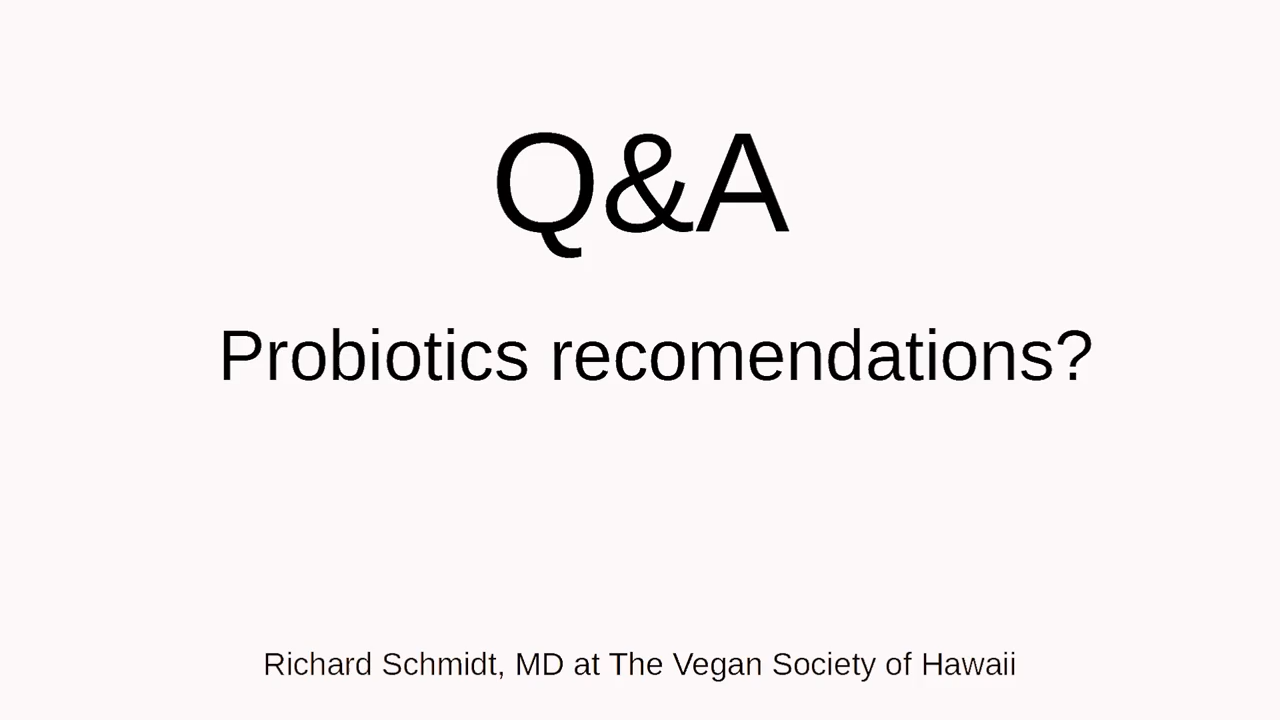 Q&A
Probiotics recomendations?
Richard Schmidt, MD at The Vegan Society of Hawaii